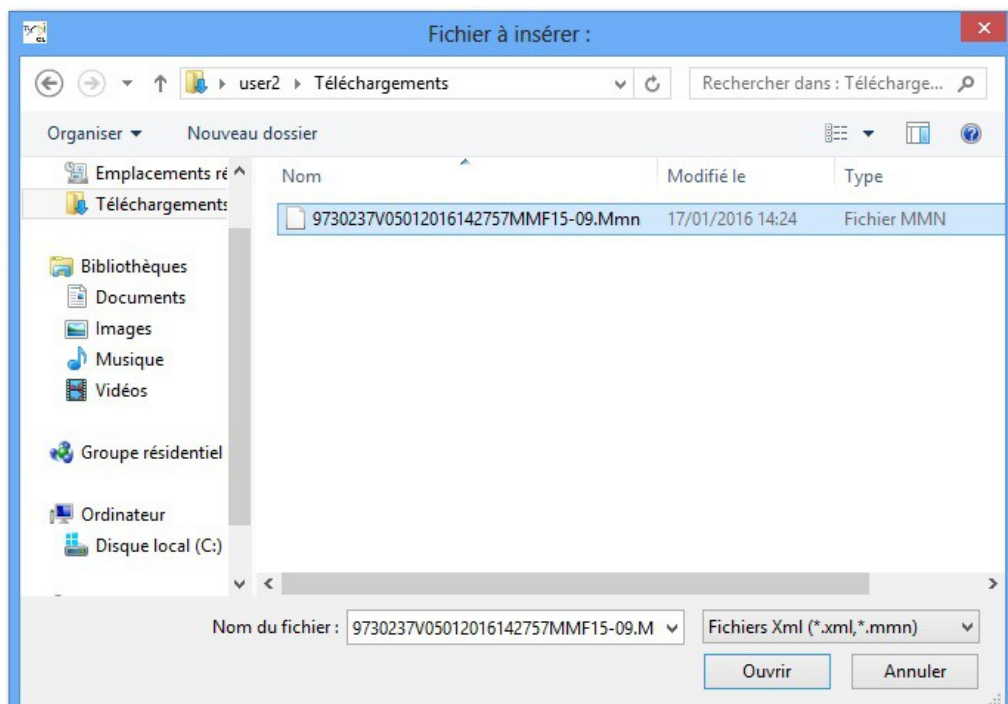 Fichier à insérer :
user2 Téléchargements
Rechercher dans : Télécharge...
Organiser Nouveau dossier
Emplacements ré
Téléchargements
Bibliothèques
Documents
Images
Musique
Vidéos
Groupe résidentiel
Ordinateur
Disque local (C:)
Nom Modifié le Type
9730237V05012016142757MMF15-09.Mmn 17/01/2016 14:24 Fichier MMN
Nom du fichier : 9730237V05012016142757MMF15-09.M
Fichiers Xml (*.xml,*.mmn)
Ouvrir Annuler